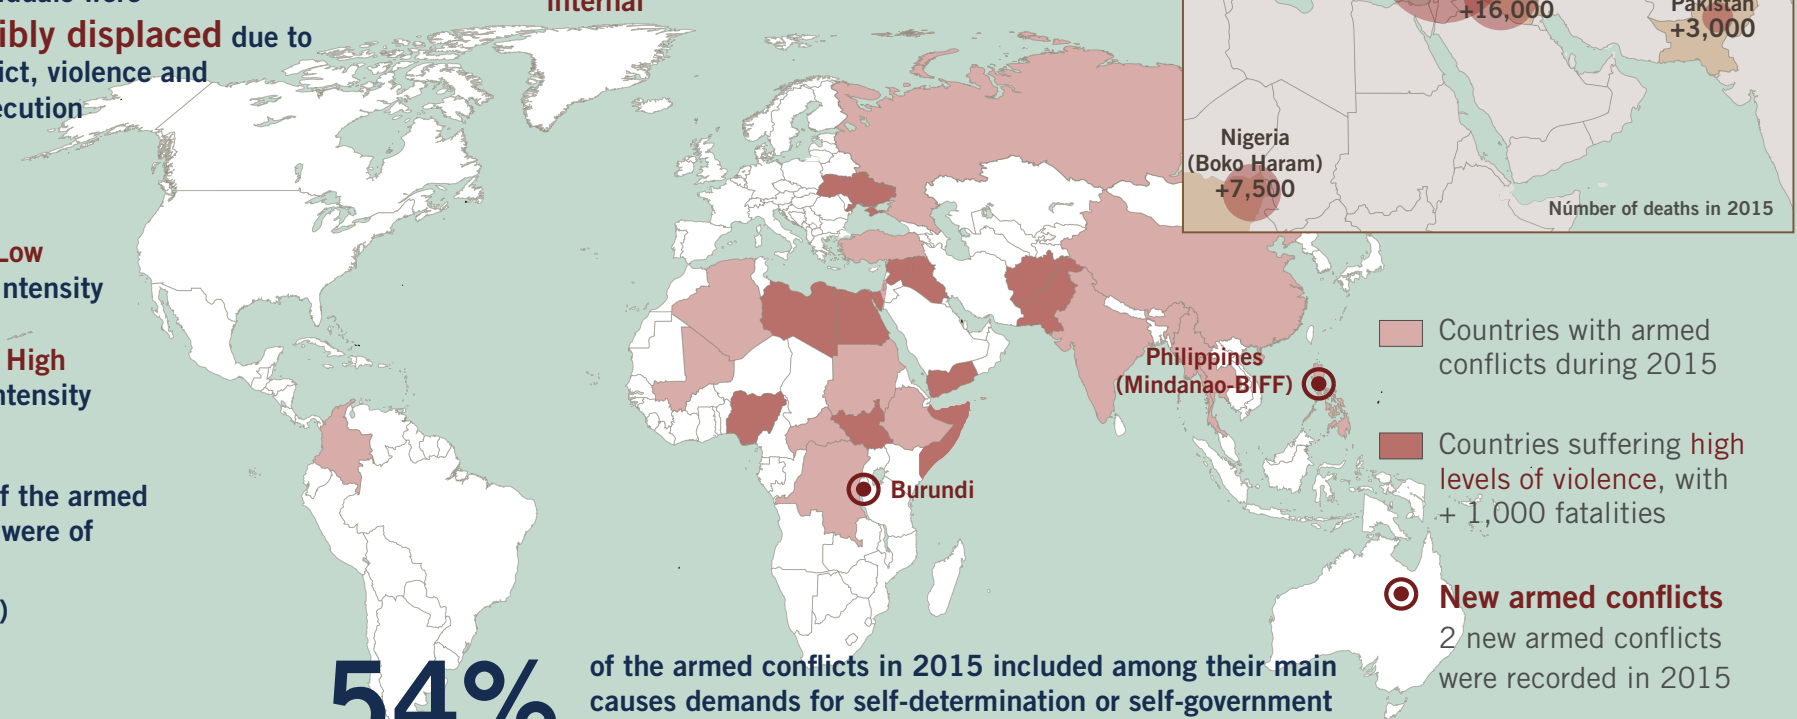 Internal
ibly displaced due to
ict, violence and
ecution
Low
ntensity
High
ntensity
f the armed
were of
)
+16,000
Pakistan
+3,000
Nigeria
(Boko Haram)
+7,500
Númber of deaths in 2015
Philippines
(Mindanao-BIFF)
Burundi
Countries with armed
conflicts during 2015
Countries suffering high
levels of violence, with
+ 1,000 fatalities
New armed conflicts
2 new armed conflicts
were recorded in 2015
54%
of the armed conflicts in 2015 included among their main
causes demands for self-determination or self-government